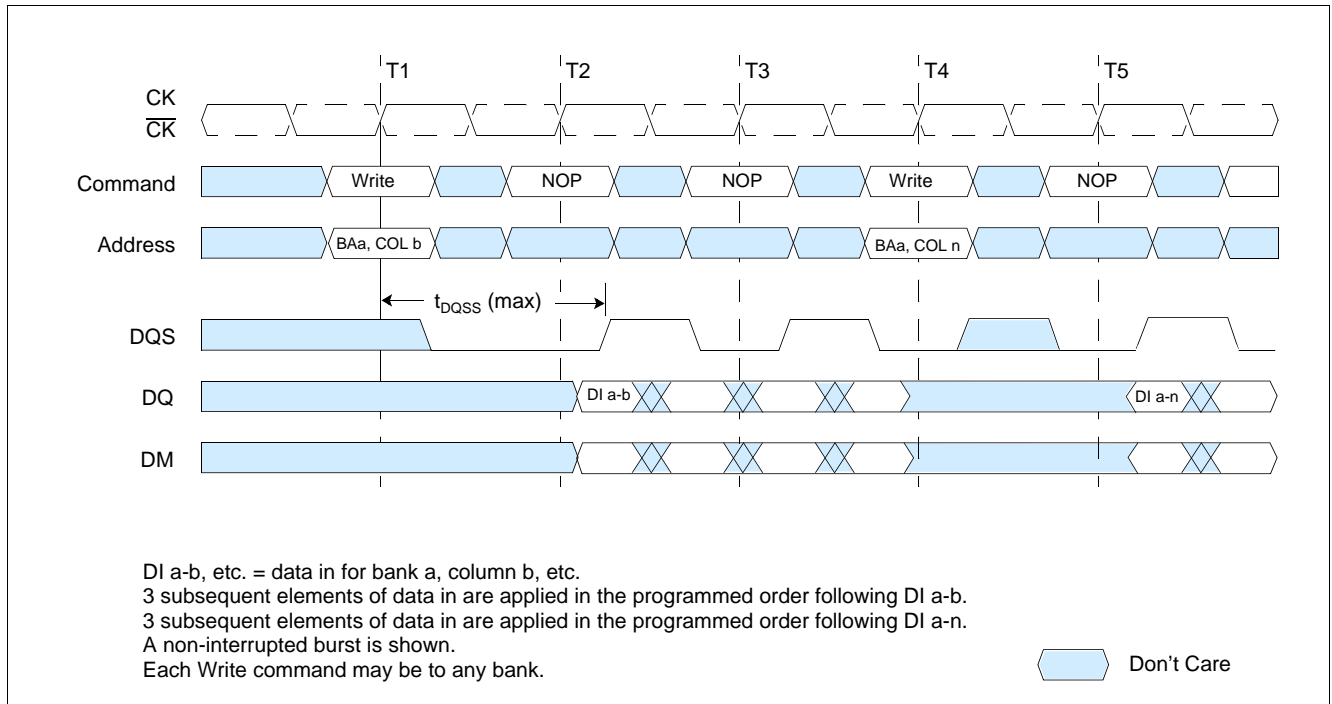 T1 T2 T3 T4 T5
CK
CK
Command Write NOP NOP Write NOP
Address BAa, COL b BAa, COL n
tDQSS (max)
DQS
DQ DI a-b DI a-n
DM
DI a-b, etc. = data in for bank a, column b, etc.
3 subsequent elements of data in are applied in the programmed order following DI a-b.
3 subsequent elements of data in are applied in the programmed order following DI a-n.
A non-interrupted burst is shown.
Each Write command may be to any bank.
Don't Care